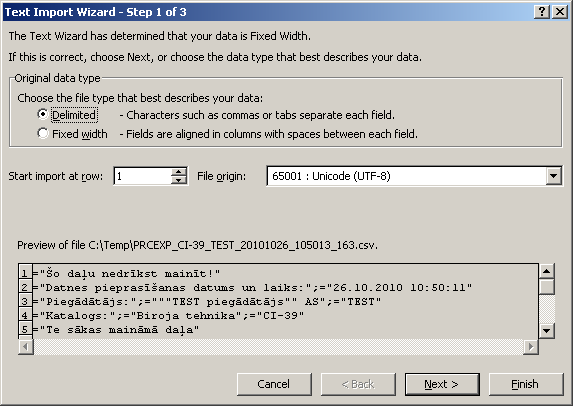 Text Import Wizard - Step 1 of 3
The Text Wizard has determined that your data is Fixed Width.
If this is correct, choose Next, or choose the data type that best describes your data.
Original data type
Choose the file type that best describes your data:
Delimited - Characters such as commas or tabs separate each field.
Fixed width - Fields are aligned in columns with spaces between each field.
Start import at row: 1 File origin: 65001 : Unicode (UTF-8)
Preview of file C:\Temp\PRCEXP_CI-39_TEST_20101026_105013_163.csv.
1 ="Šo daļu nedrīkst mainīt!"
2 ="Datnes pieprasīšanas datums un laiks:";="26.10.2010 10:50:11"
3 ="Piegādātājs:";="""TEST piegādātājs"" AS";="TEST"
4 ="Katalogs:";="Biroja tehnika";="CI-39"
5 ="Te sākas maināmā daļa"
Cancel < Back Next > Finish